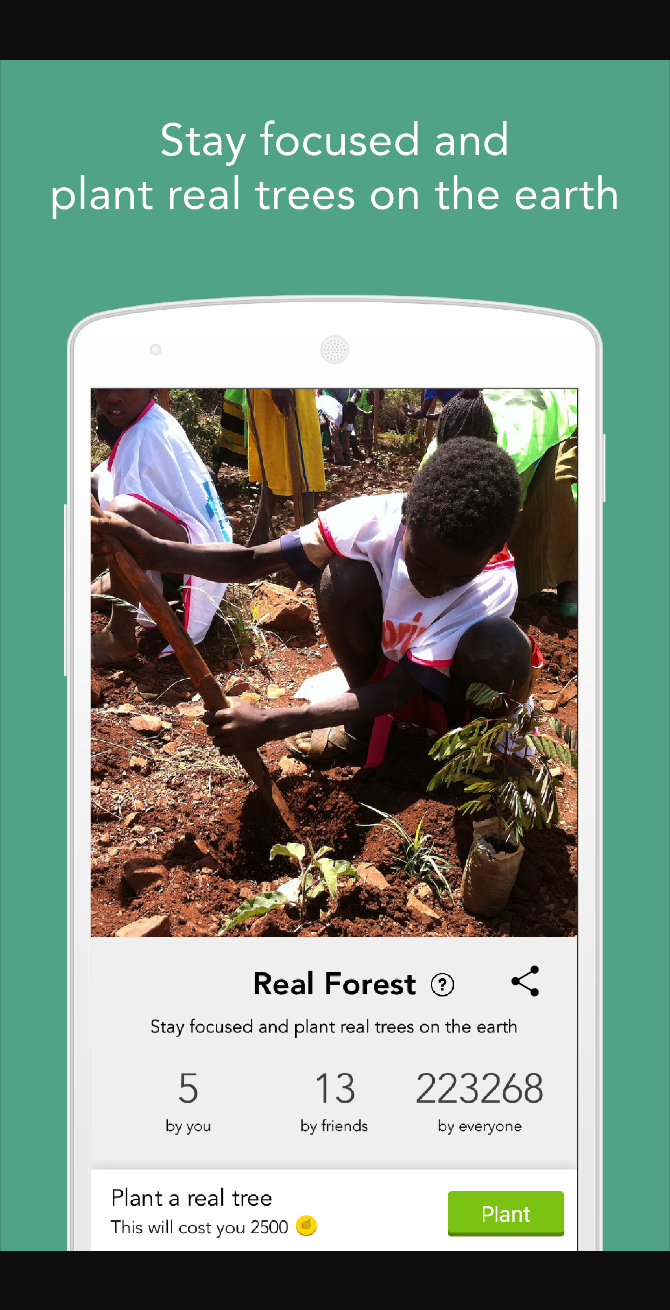 Stay focused and
plant real trees on the earth
Real Forest ?
Stay focused and plant real trees on the earth
5 13 223268
by you by friends by everyone
Plant a real tree
This will cost you 2500
Plant